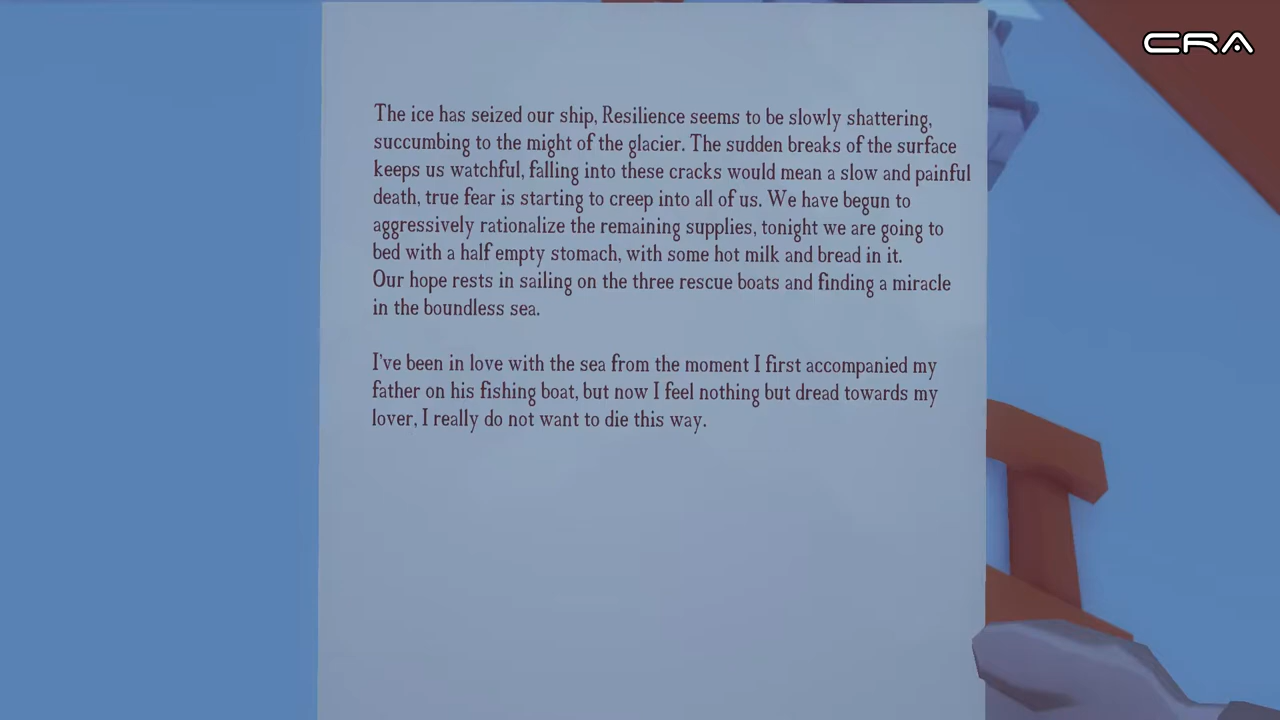 CRA
The ice has seized our ship, Resilience seems to be slowly shattering,
succumbing to the might of the glacier. The sudden breaks of the surface
keeps us watchful, falling into these cracks would mean a slow and painful
death, true fear is starting to creep into all of us. We have begun to
aggressively rationalize the remaining supplies, tonight we are going to
bed with a half empty stomach, with some hot milk and bread in it.
Our hope rests in sailing on the three rescue boats and finding a miracle
in the boundless sea.
I've been in love with the sea from the moment I first accompanied my
father on his fishing boat, but now I feel nothing but dread towards my
lover, I really do not want to die this way.